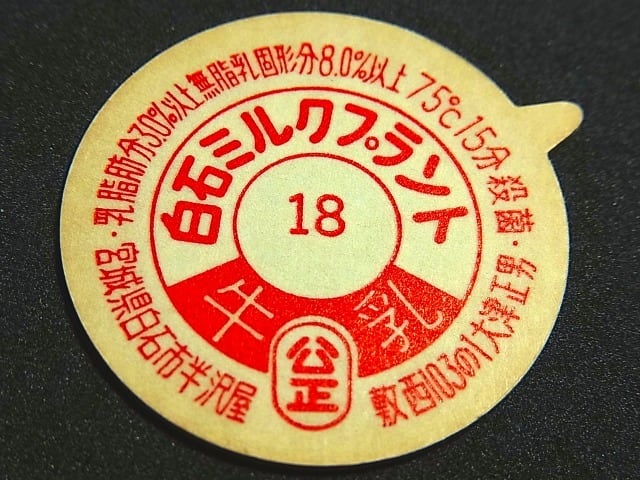 乳脂肪分3.0%以上無脂乳固形分8.0%以上 75℃15分 殺菌・
白石ミルクプラント
18
牛乳
公正
宮城県白石市半沢屋
敷西103の1大津正男